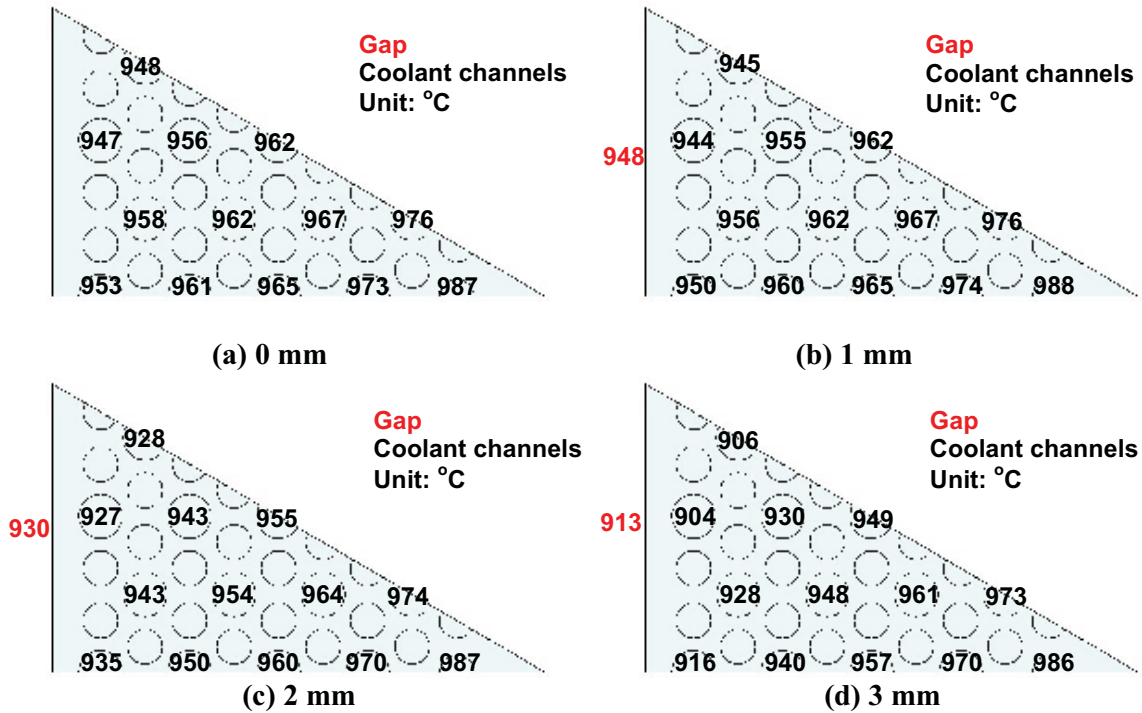 948
Gap
Coolant channels
Unit: °C
947 956 962
958 962 967 976
953 961 965 973 987
(a) 0 mm
945
Gap
Coolant channels
Unit: °C
948 944 955 962
956 962 967 976
950 960 965 974 988
(b) 1 mm
928
Gap
Coolant channels
Unit: °C
930 927 943 955
943 954 964 974
935 950 960 970 987
(c) 2 mm
906
Gap
Coolant channels
Unit: °C
913 904 930 949
928 948 961 973
916 940 957 970 986
(d) 3 mm